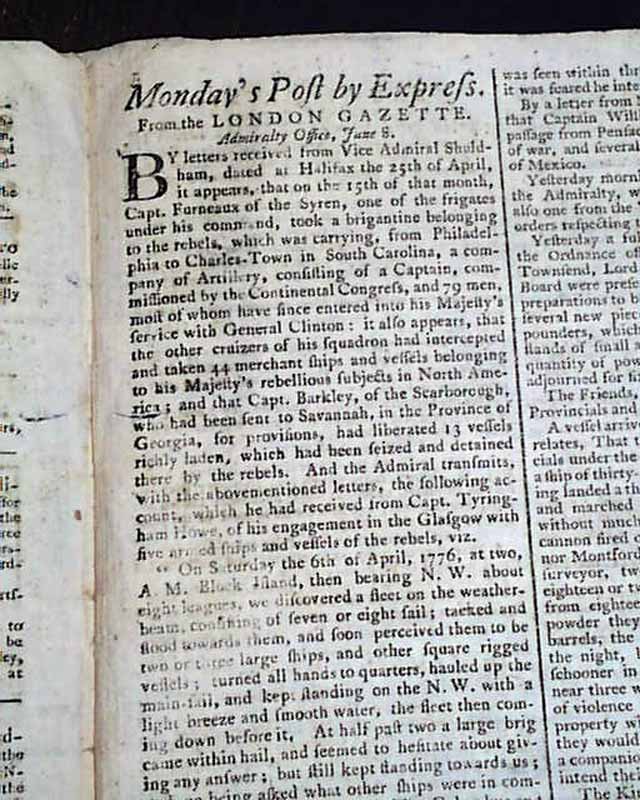 Monday's Poſt by Expreſs.
From the LONDON GAZETTE.
Admiralty Office, June 8.
BY letters received from Vice Admiral Shuld-
ham, dated at Halifax the 25th of April,
it appears, that on the 15th of that month,
Capt. Furneaux of the Syren, one of the frigates
under his command, took a brigantine belonging
to the rebels, which was carrying, from Philadel-
phia to Charles-Town in South Carolina, a com-
pany of Artillery, conſiſting of a Captain, com-
miſſioned by the Continental Congreſs, and 79 men,
moſt of whom have ſince entered into his Majeſty's
ſervice with General Clinton: it alſo appears, that
the other cruizers of his ſquadron had intercepted
and taken 44 merchant ſhips and veſſels belonging
to his Majeſty's rebellious ſubjects in North Ame-
rica; and that Capt. Barkley, of the Scarborough,
who had been ſent to Savannah, in the Province of
Georgia, for proviſions, had liberated 13 veſſels
richly laden, which had been ſeized and detained
there by the rebels. And the Admiral tranſmits,
with the abovementioned letters, the following ac-
count, which he had received from Capt. Tyring-
ham Howe, of his engagement in the Glaſgow with
five armed ſhips and veſſels of the rebels, viz.
" On Saturday the 6th of April, 1776, at two,
A. M. Block Iſland, then bearing N. W. about
eight leagues, we diſcovered a fleet on the weather-
beam, conſiſting of ſeven or eight ſail; tacked and
ſtood towards them, and ſoon perceived them to be
two or three large ſhips, and other ſquare rigged
veſſels; turned all hands to quarters, hauled up the
main-ſail, and kept ſtanding on the N. W. with a
light breeze and ſmooth water, the fleet then com-
ing down before it. At half paſt two a large brig
came within hail, and ſeemed to heſitate about giv-
ing any anſwer; but ſtill kept ſtanding towards us;
being aſked what other ſhips were in com-
was ſeen within
it was feared he
By a letter from
that Captain
paſſage from
of war, and ſeveral
of Mexico.
Yeſterday
the Admiralty,
alſo one from the
orders reſpecting
Yeſterday a
the Ordnance
Townſend, Lord
Board were
preparations to
ſeveral new
pounders, which
ſtands of ſmall
quantity of
adjourned for
The Friends,
Provincials and
A veſſel
relates, That
cials under the
a ſhip of thirty-
ing landed a
and marched
without much
cannon fired
nor Montford
ſurveyor,
eighteen or
from eighteen
powder they
barrels, the
the night,
ſchooner in
near three
of violence
property
they would
a companion
intend the
The